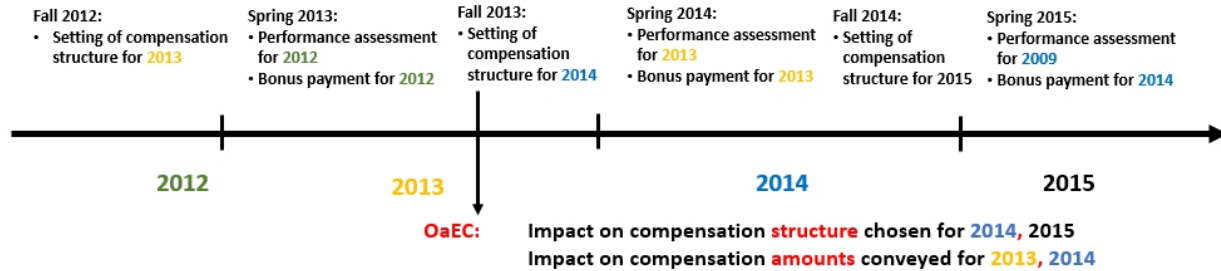 Fall 2012:
• Setting of compensation
structure for 2013
Spring 2013:
• Performance assessment
for 2012
• Bonus payment for 2012
Fall 2013:
• Setting of
compensation
structure for 2014
Spring 2014:
• Performance assessment
for 2013
• Bonus payment for 2013
Fall 2014:
• Setting of
compensation
structure for 2015
Spring 2015:
• Performance assessment
for 2009
• Bonus payment for 2014
2012
2013
2014
2015
OaEC: Impact on compensation structure chosen for 2014, 2015
Impact on compensation amounts conveyed for 2013, 2014